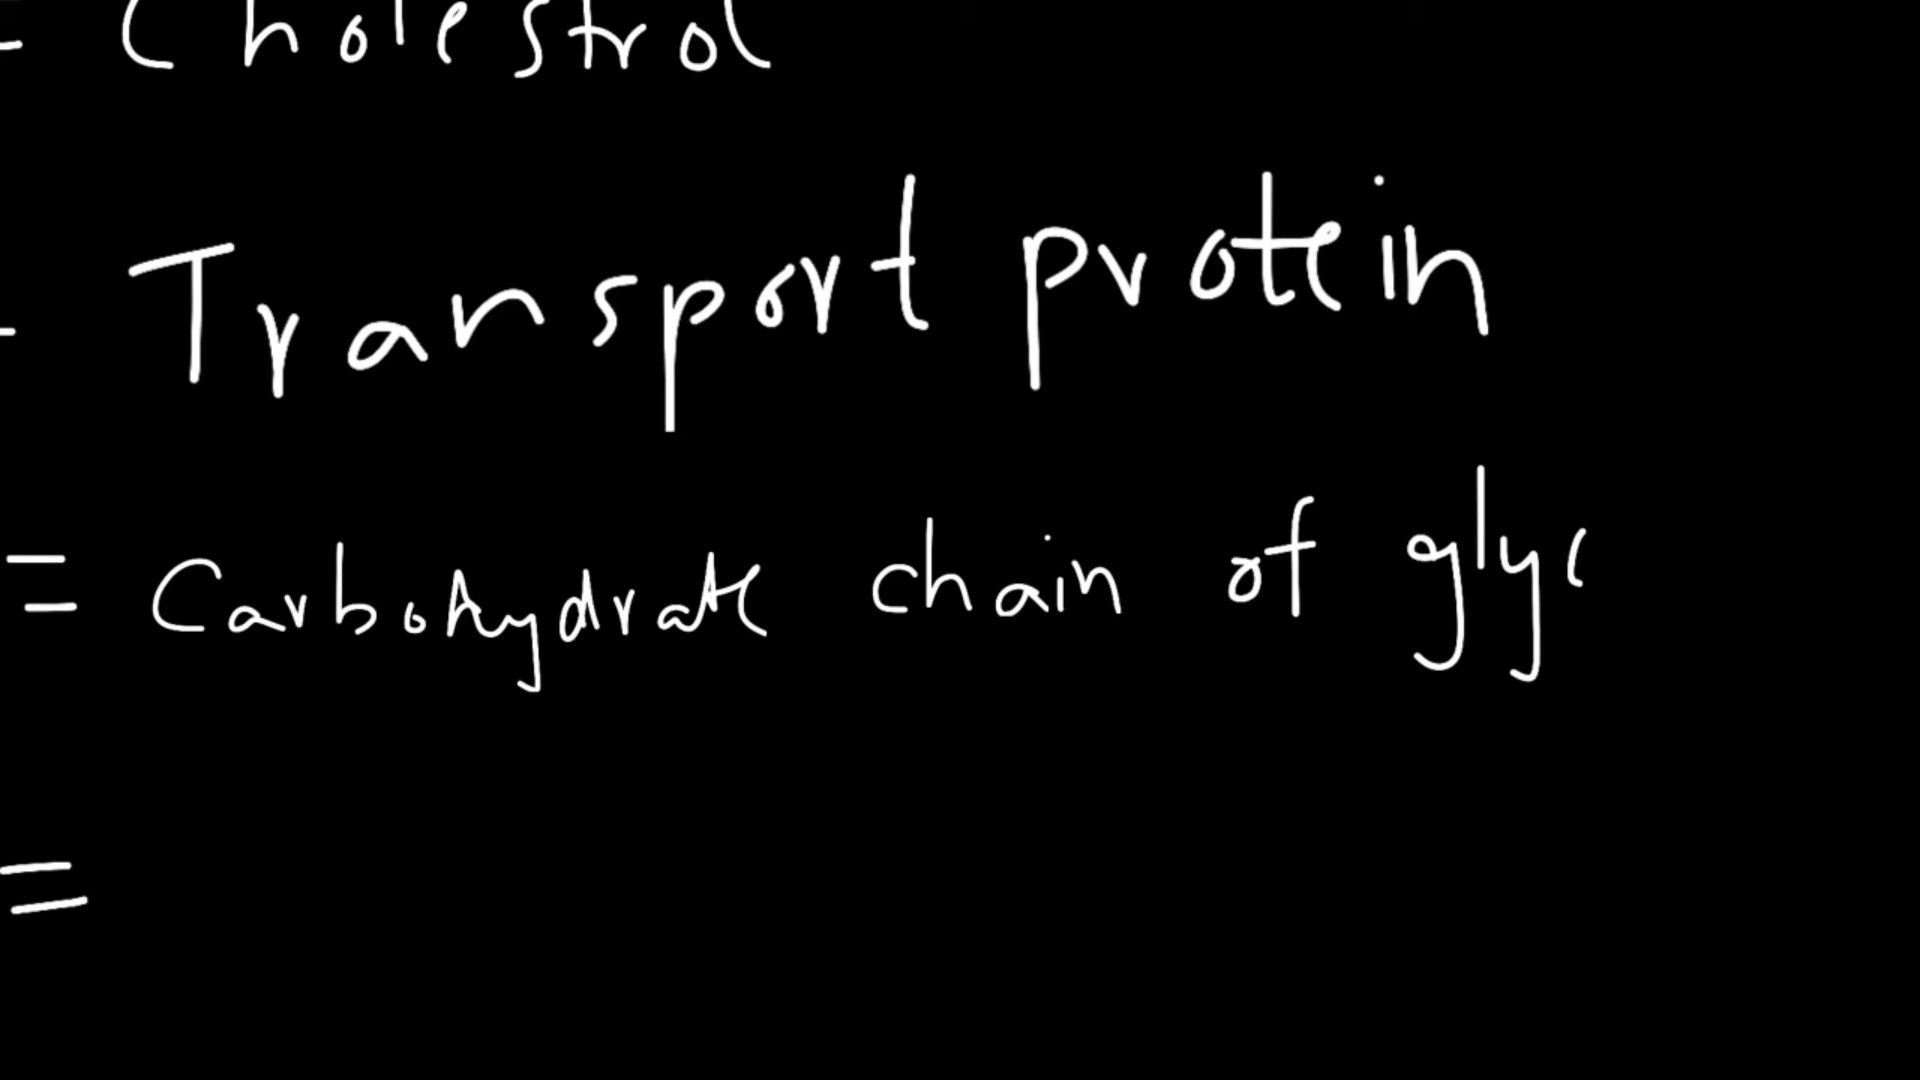 = Cholestrol
- Transport protein
= Carbohydrate chain of glyc
=